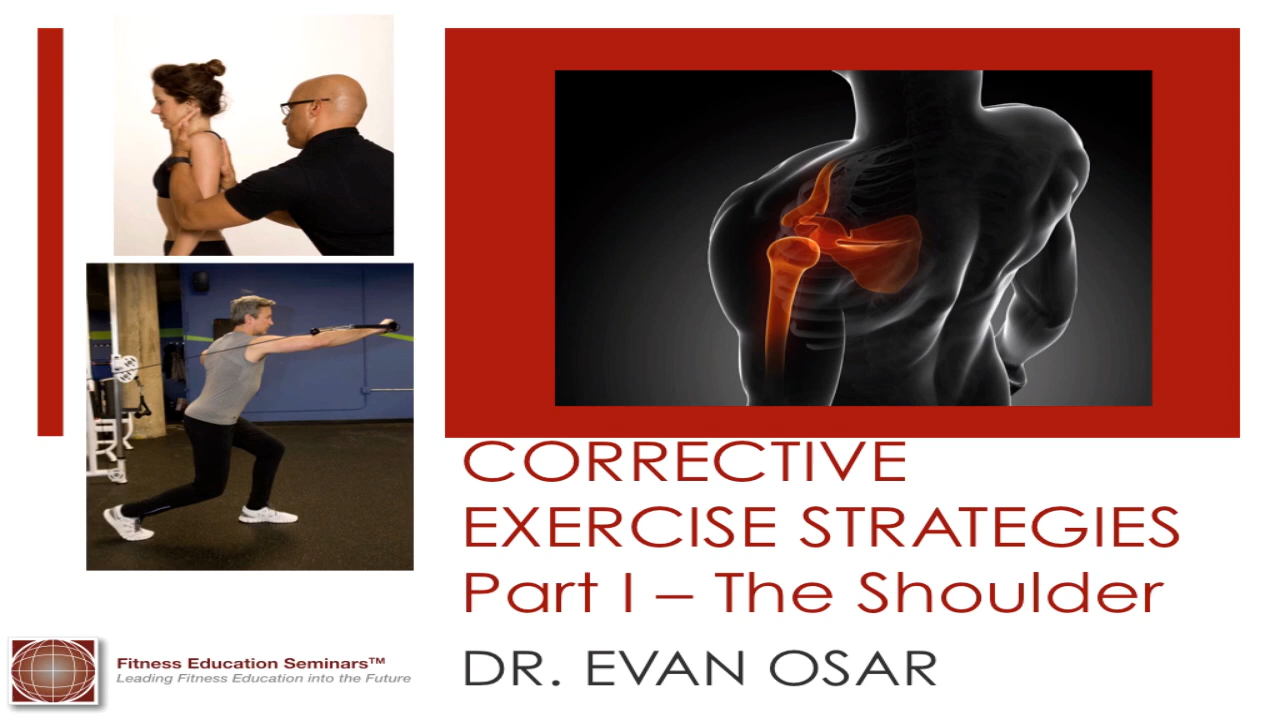 CORRECTIVE
EXERCISE STRATEGIES
Part I – The Shoulder
DR. EVAN OSAR
Fitness Education Seminars™
Leading Fitness Education into the Future